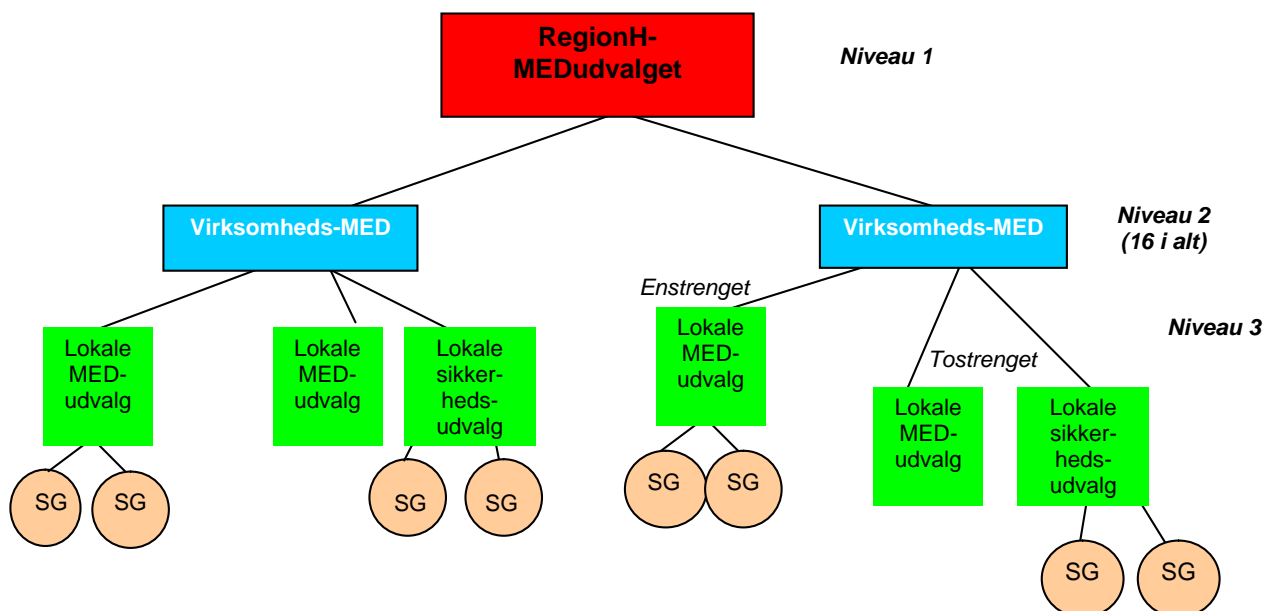 RegionH-
MEDudvalget
Niveau 1
Virksomheds-MED
Virksomheds-MED
Niveau 2
(16 i alt)
Enstrenget
Niveau 3
Lokale
MED-
udvalg
Lokale
MED-
udvalg
Lokale
sikker-
heds-
udvalg
Lokale
MED-
udvalg
Tostrenget
Lokale
MED-
udvalg
Lokale
sikker-
heds-
udvalg
SG
SG
SG
SG
SG
SG
SG
SG